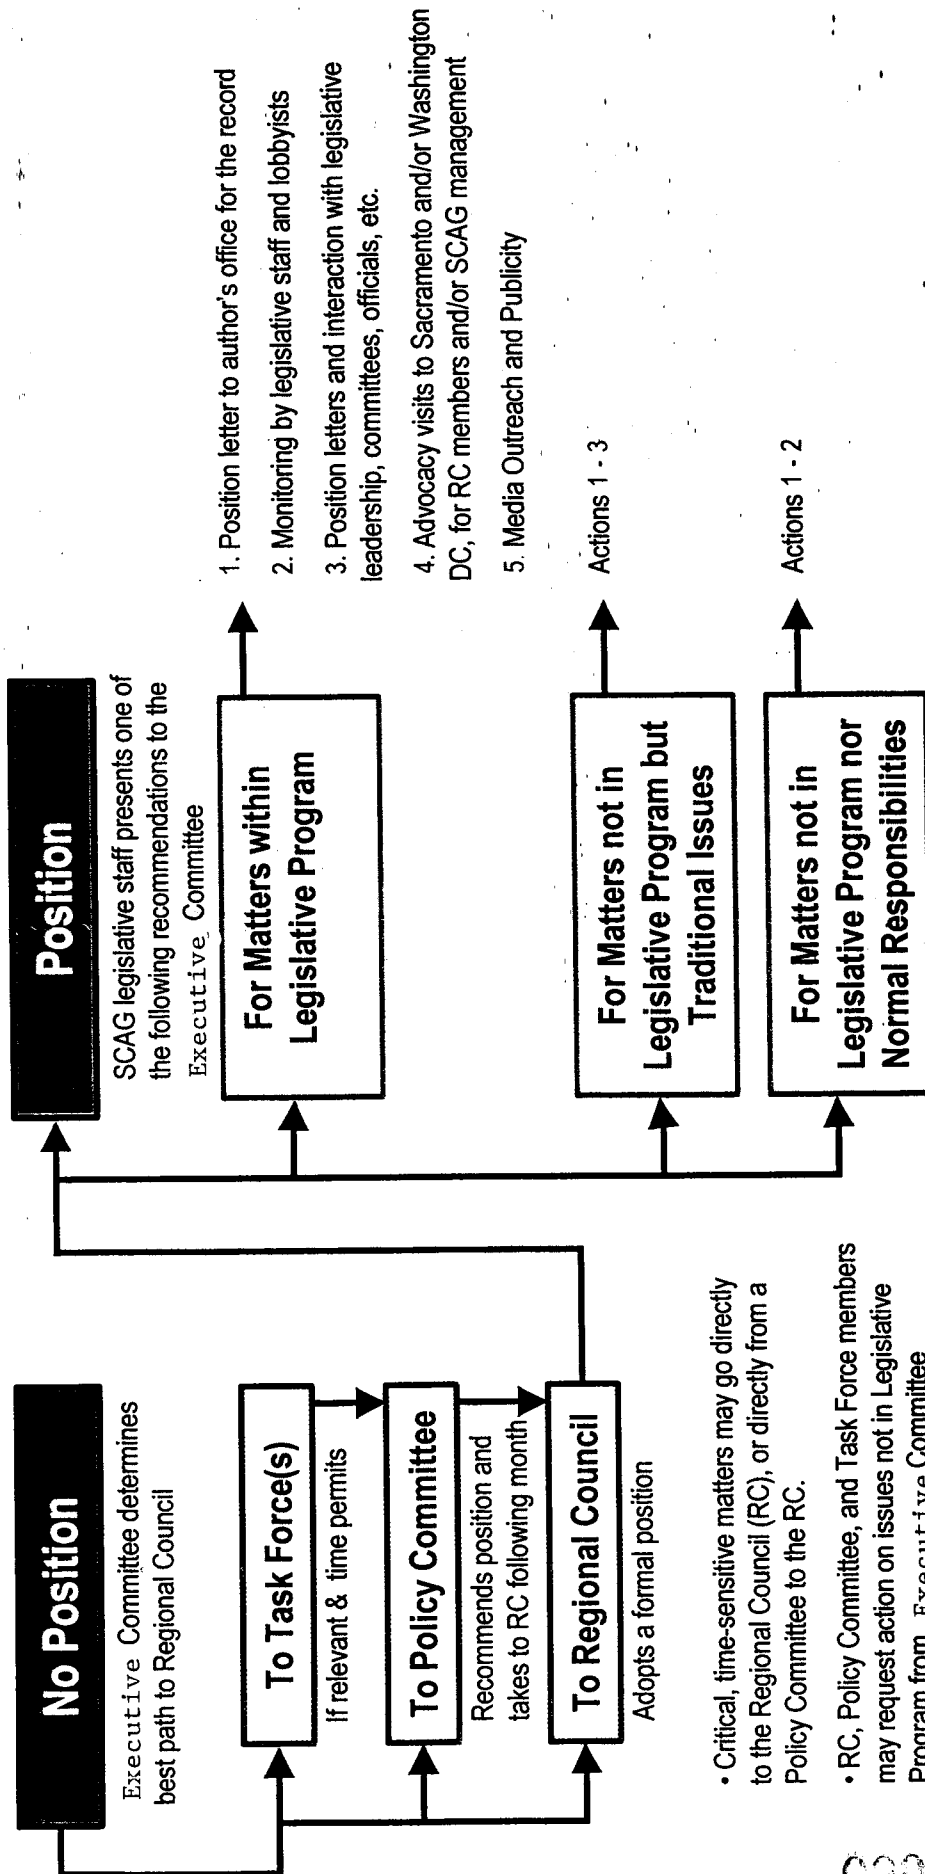 No Position
Executive Committee determines
best path to Regional Council
To Task Force(s)
If relevant & time permits
To Policy Committee
Recommends position and
takes to RC following month
To Regional Council
Adopts a formal position
• Critical, time-sensitive matters may go directly
to the Regional Council (RC), or directly from a
Policy Committee to the RC.
• RC, Policy Committee, and Task Force members
may request action on issues not in Legislative
Program from Executive Committee
Position
SCAG legislative staff presents one of
the following recommendations to the
Executive Committee
For Matters within
Legislative Program
1. Position letter to author's office for the record
2. Monitoring by legislative staff and lobbyists
3. Position letters and interaction with legislative
leadership, committees, officials, etc.
4. Advocacy visits to Sacramento and/or Washington
DC, for RC members and/or SCAG management
5. Media Outreach and Publicity
For Matters not in
Legislative Program but
Traditional Issues
Actions 1 - 3
For Matters not in
Legislative Program nor
Normal Responsibilities
Actions 1 - 2